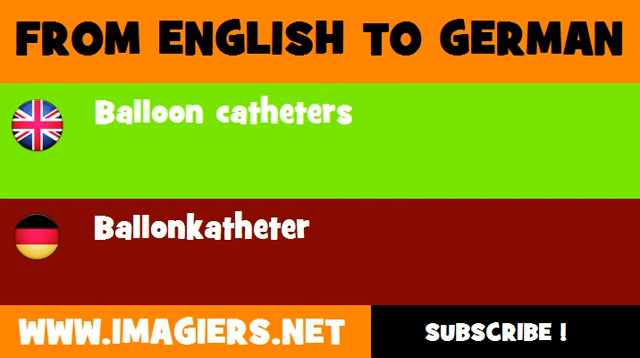 FROM ENGLISH TO GERMAN
Balloon catheters
Ballonkatheter
WWW.IMAGIERS.NET
SUBSCRIBE !